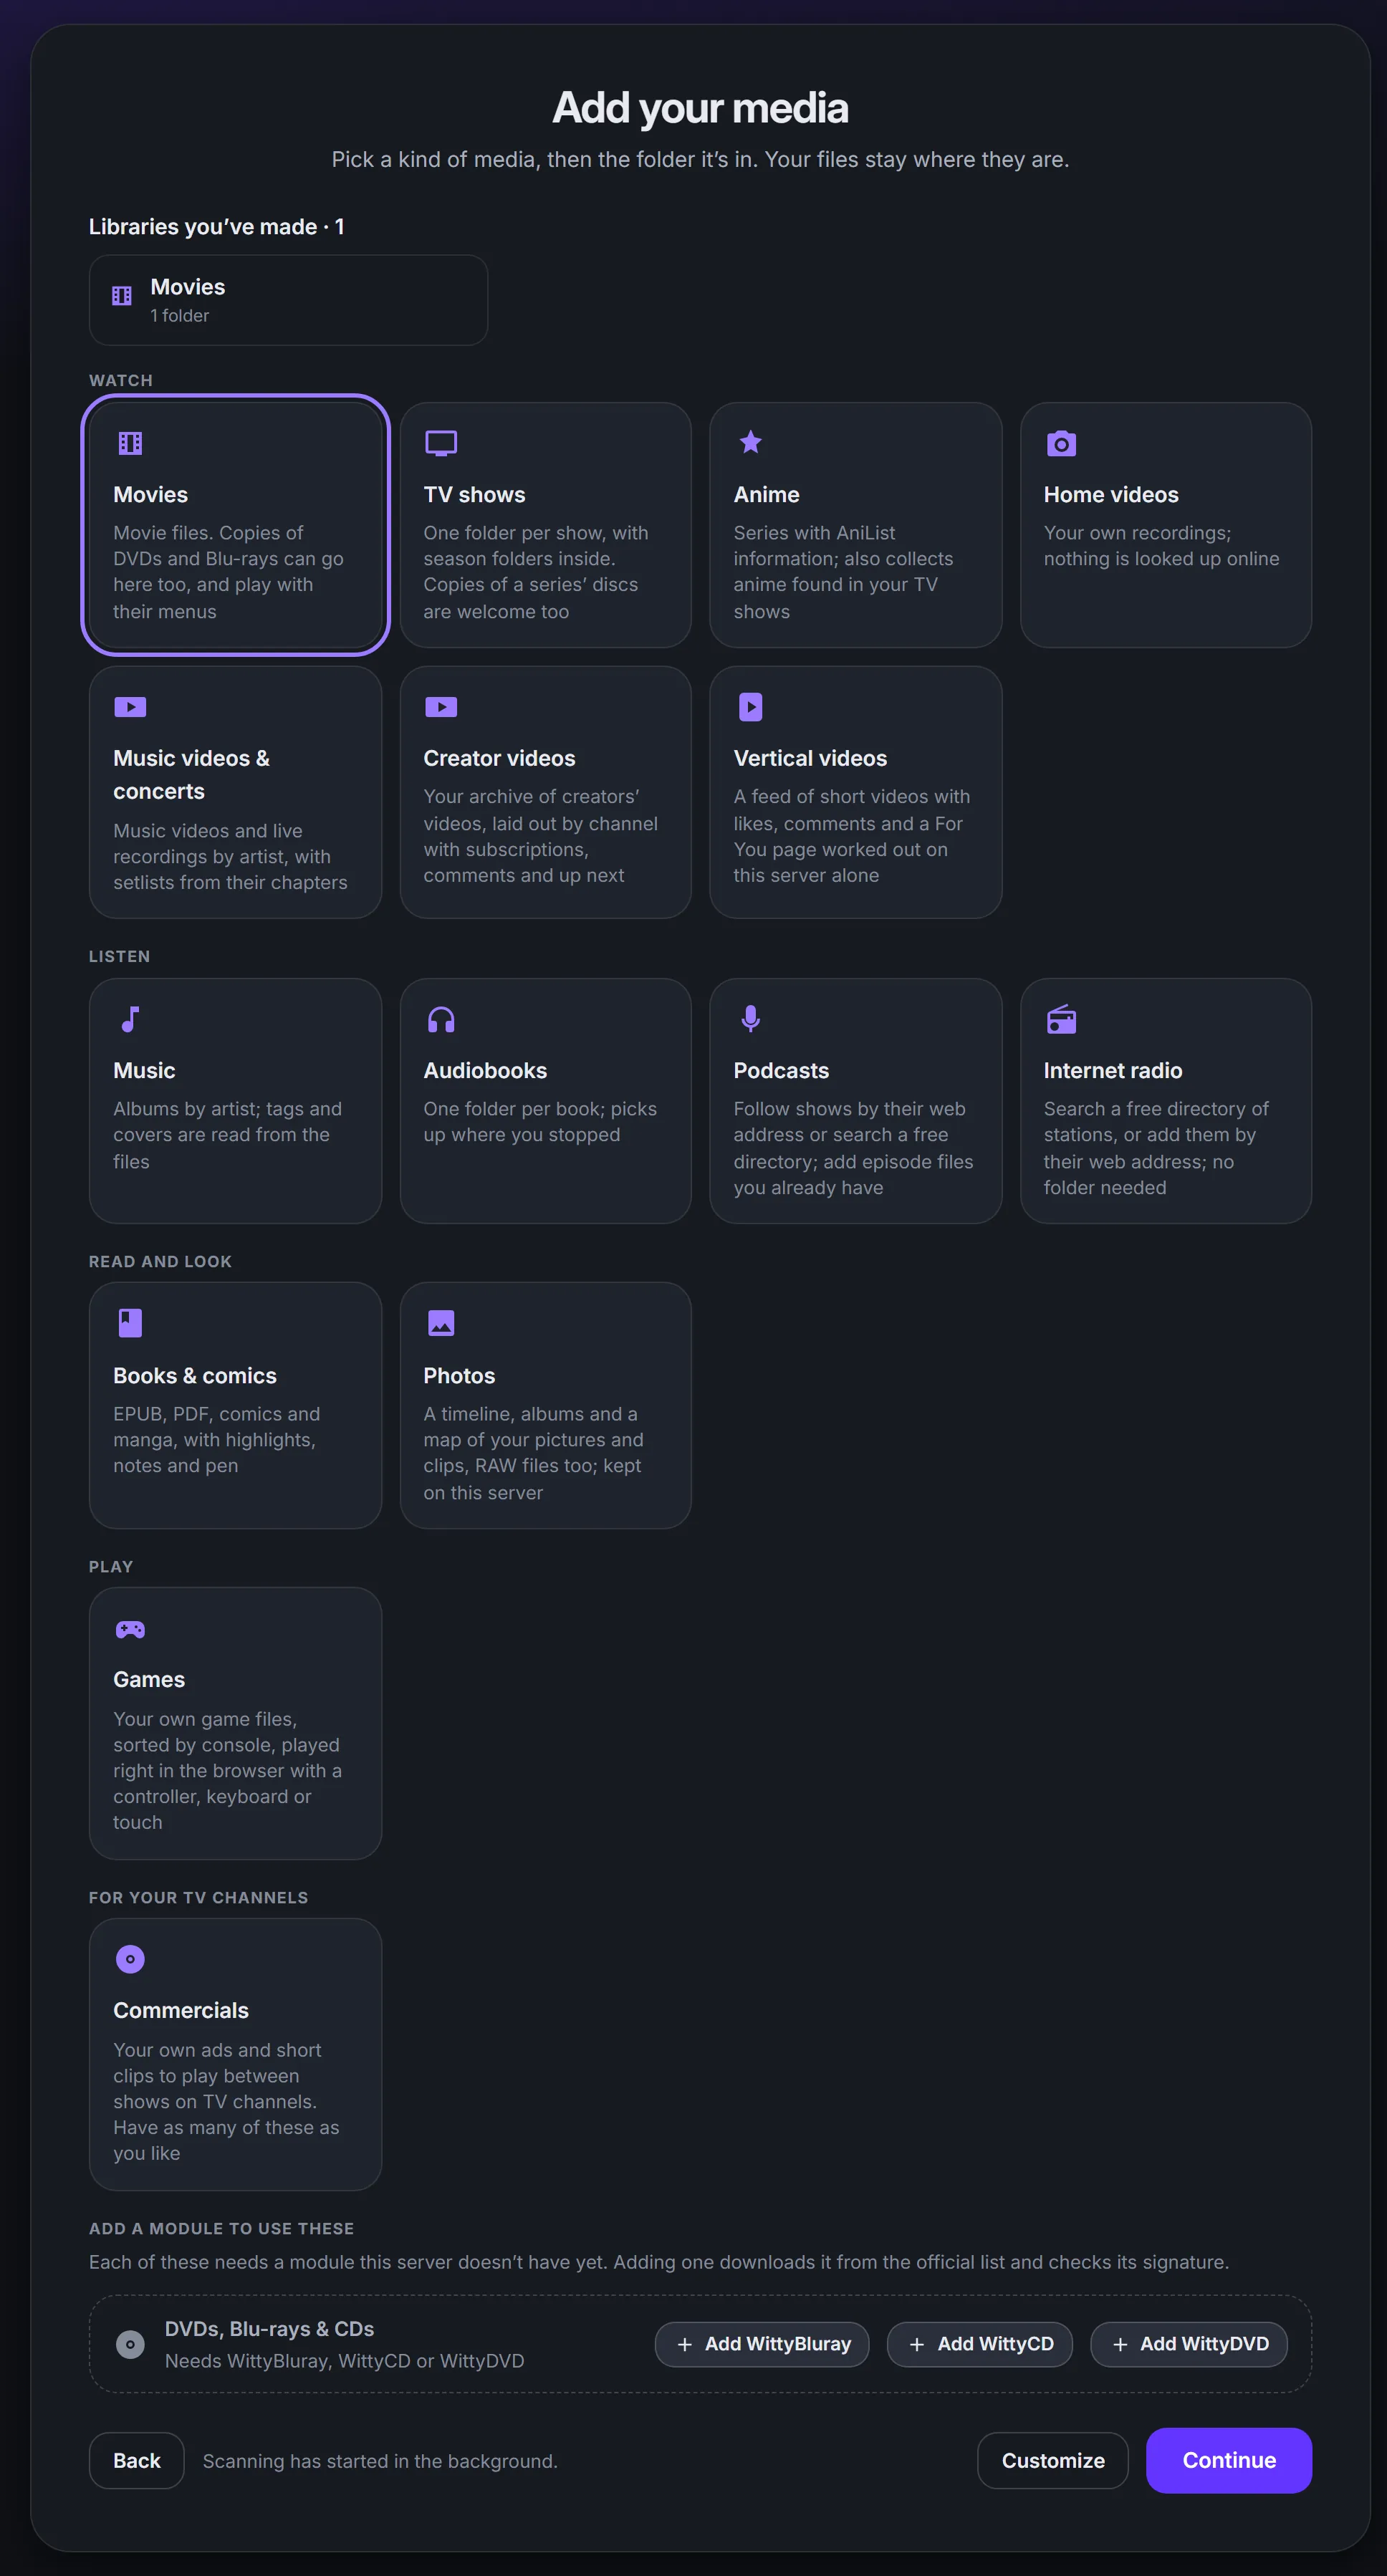 Add your media
Pick a kind of media, then the folder it’s in. Your files stay where they are.
Libraries you’ve made · 1
Movies
1 folder
WATCH
Movies
Movie files. Copies of
DVDs and Blu-rays can go
here too, and play with
their menus
TV shows
One folder per show, with
season folders inside.
Copies of a series’ discs
are welcome too
Anime
Series with AniList
information; also collects
anime found in your TV
shows
Home videos
Your own recordings;
nothing is looked up online
Music videos &
concerts
Music videos and live
recordings by artist, with
setlists from their chapters
Creator videos
Your archive of creators’
videos, laid out by channel
with subscriptions,
comments and up next
Vertical videos
A feed of short videos with
likes, comments and a For
You page worked out on
this server alone
LISTEN
Music
Albums by artist; tags and
covers are read from the
files
Audiobooks
One folder per book; picks
up where you stopped
Podcasts
Follow shows by their web
address or search a free
directory; add episode files
you already have
Internet radio
Search a free directory of
stations, or add them by
their web address; no
folder needed
READ AND LOOK
Books & comics
EPUB, PDF, comics and
manga, with highlights,
notes and pen
Photos
A timeline, albums and a
map of your pictures and
clips, RAW files too; kept
on this server
PLAY
Games
Your own game files,
sorted by console, played
right in the browser with a
controller, keyboard or
touch
FOR YOUR TV CHANNELS
Commercials
Your own ads and short
clips to play between
shows on TV channels.
Have as many of these as
you like
ADD A MODULE TO USE THESE
Each of these needs a module this server doesn’t have yet. Adding one downloads it from the official list and checks its signature.
DVDs, Blu-rays & CDs
Needs WittyBluray, WittyCD or WittyDVD
+ Add WittyBluray
+ Add WittyCD
+ Add WittyDVD
Back
Scanning has started in the background.
Customize
Continue